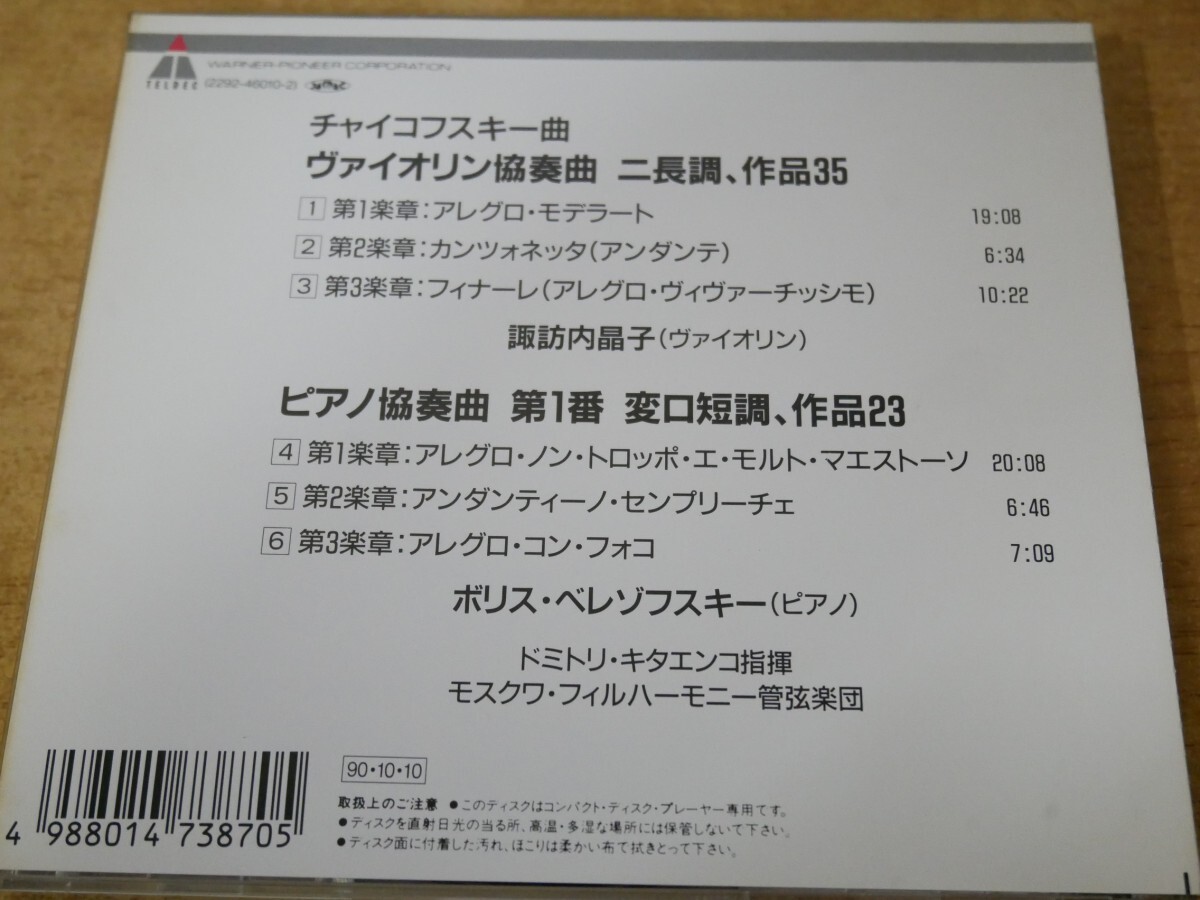 WARNER-PIONEER CORPORATION
TELDEC (2292-46010-2)
チャイコフスキー曲
ヴァイオリン協奏曲 ニ長調、作品35
1 第1楽章:アレグロ・モデラート 19:08
2 第2楽章:カンツォネッタ(アンダンテ) 6:34
3 第3楽章:フィナーレ(アレグロ・ヴィヴァーチッシモ) 10:22
諏訪内晶子(ヴァイオリン)
ピアノ協奏曲 第1番 変ロ短調、作品23
4 第1楽章:アレグロ・ノン・トロッポ・エ・モルト・マエストーソ 20:08
5 第2楽章:アンダンティーノ・センプリーチェ 6:46
6 第3楽章:アレグロ・コン・フォコ 7:09
ボリス・ベレゾフスキー(ピアノ)
ドミトリ・キタエンコ指揮
モスクワ・フィルハーモニー管弦楽団
90・10・10
取扱上のご注意 ●このディスクはコンパクト・ディスク・プレーヤー専用です。
●ディスクを直射日光の当る所、高温・多湿な場所には保管しないで下さい。
●ディスク面に付着した汚れ、ほこりは柔かい布で拭きとって下さい。
4 988014 738705